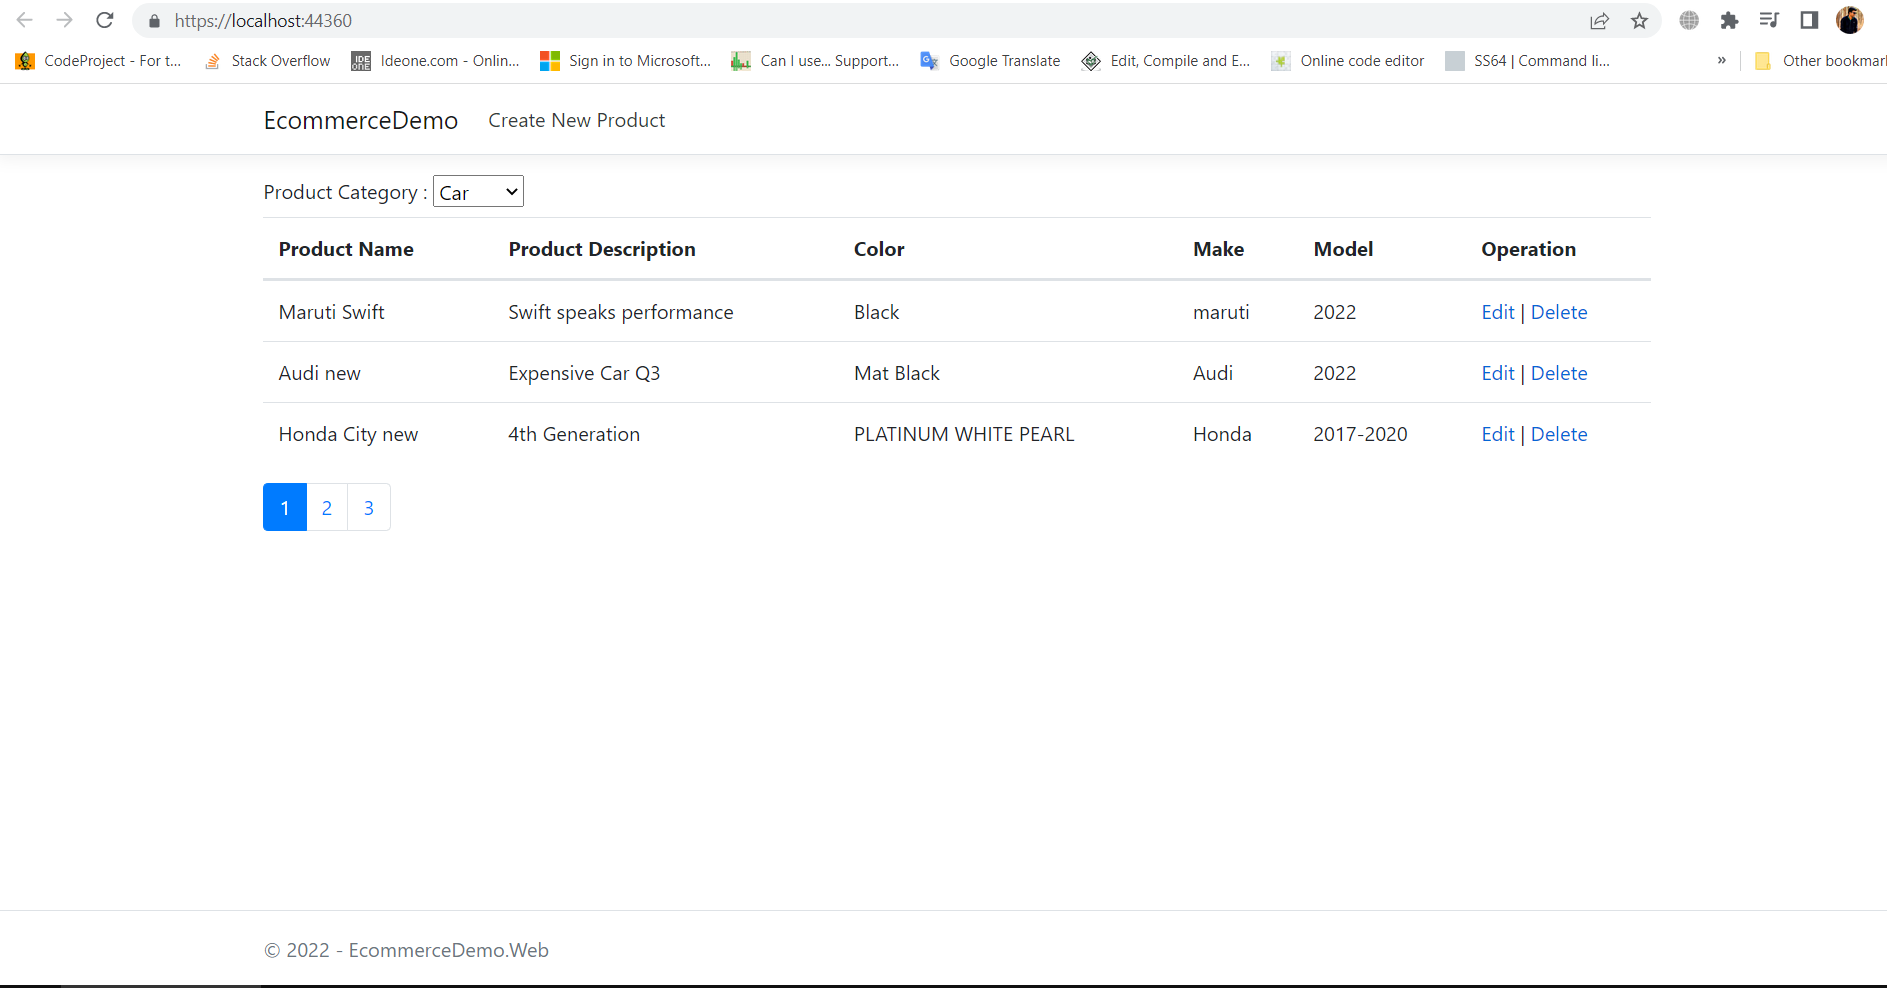 https://localhost:44360
CodeProject - For t... Stack Overflow IDE ONE Ideone.com - Onlin... Sign in to Microsoft... Can I use... Support... Google Translate Edit, Compile and E... Online code editor SS64 | Command li... » Other bookmar
EcommerceDemo Create New Product
Product Category : Car
Product Name Product Description Color Make Model Operation
Maruti Swift Swift speaks performance Black maruti 2022 Edit | Delete
Audi new Expensive Car Q3 Mat Black Audi 2022 Edit | Delete
Honda City new 4th Generation PLATINUM WHITE PEARL Honda 2017-2020 Edit | Delete
1 2 3
© 2022 - EcommerceDemo.Web